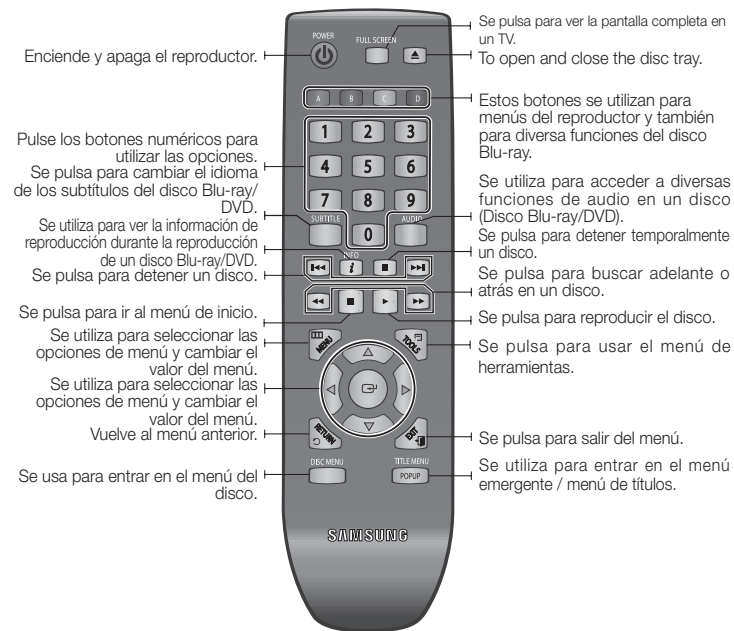 Enciende y apaga el reproductor.
Pulse los botones numéricos para
utilizar las opciones.
Se pulsa para cambiar el idioma
de los subtítulos del disco Blu-ray/
DVD.
Se utiliza para ver la información de
reproducción durante la reproducción
de un disco Blu-ray/DVD.
Se pulsa para detener un disco.
Se pulsa para ir al menú de inicio.
Se utiliza para seleccionar las
opciones de menú y cambiar el
valor del menú.
Se utiliza para seleccionar las
opciones de menú y cambiar el
valor del menú.
Vuelve al menú anterior.
Se usa para entrar en el menú del
disco.
POWER
FULL SCREEN
A B C D
1 2 3
4 5 6
7 8 9
SUBTITLE 0 AUDIO
INFO
i
MENU
TOOLS
RETURN
EXIT
DISC MENU
TITLE MENU
POPUP
SAMSUNG
Se pulsa para ver la pantalla completa en
un TV.
To open and close the disc tray.
Estos botones se utilizan para
menús del reproductor y también
para diversa funciones del disco
Blu-ray.
Se utiliza para acceder a diversas
funciones de audio en un disco
(Disco Blu-ray/DVD).
Se pulsa para detener temporalmente
un disco.
Se pulsa para buscar adelante o
atrás en un disco.
Se pulsa para reproducir el disco.
Se pulsa para usar el menú de
herramientas.
Se pulsa para salir del menú.
Se utiliza para entrar en el menú
emergente / menú de títulos.